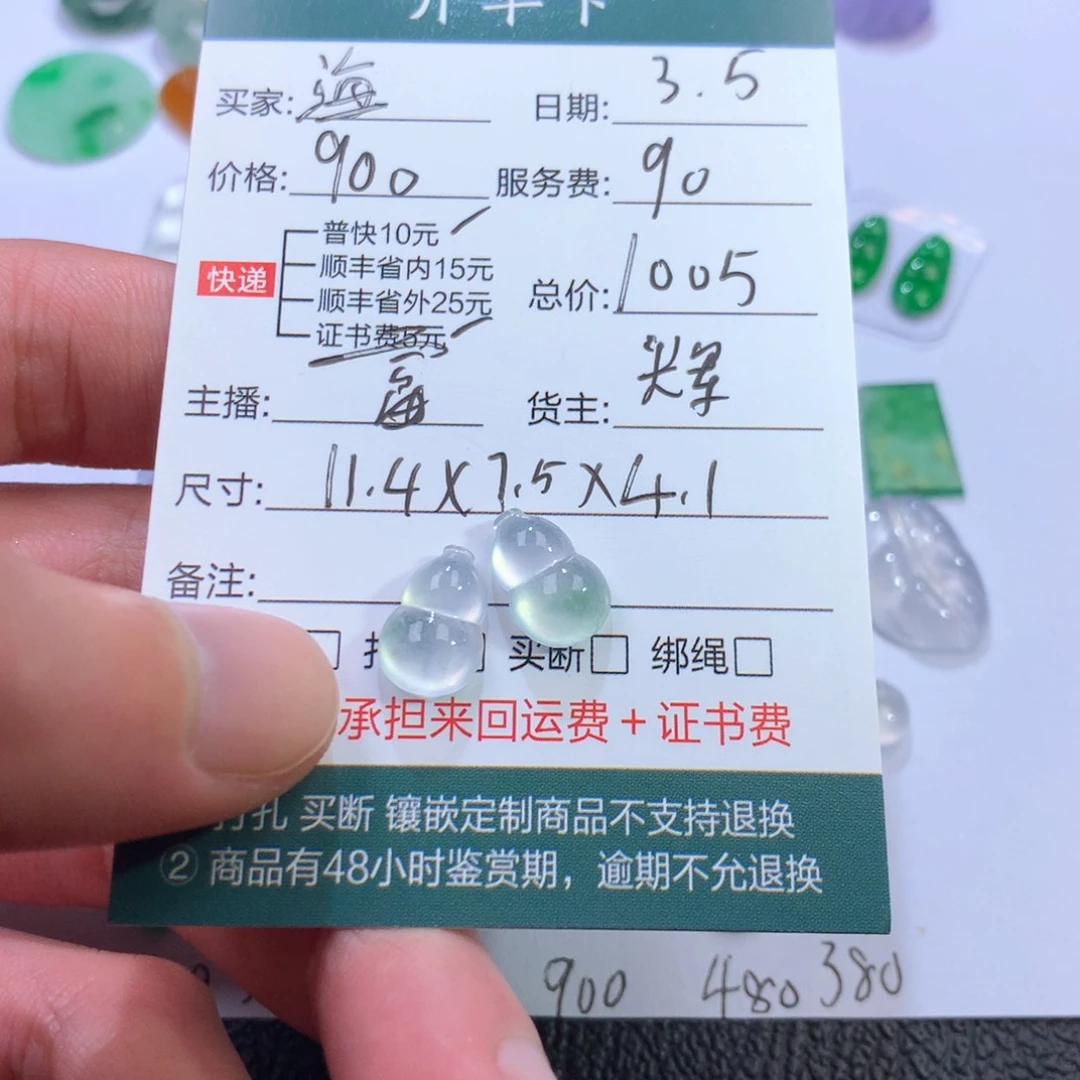 开单卡
买家: 海 日期: 3.5
价格: 900 服务费: 90
快递
普快10元
顺丰省内15元
顺丰省外25元
证书费5元
总价: 1005
主播: 货主:
尺寸: 11.4X7.5X4.1
备注:
买断 绑绳
承担来回运费+证书费
打孔 买断 镶嵌定制商品不支持退换
② 商品有48小时鉴赏期，逾期不允退换
900 480 380